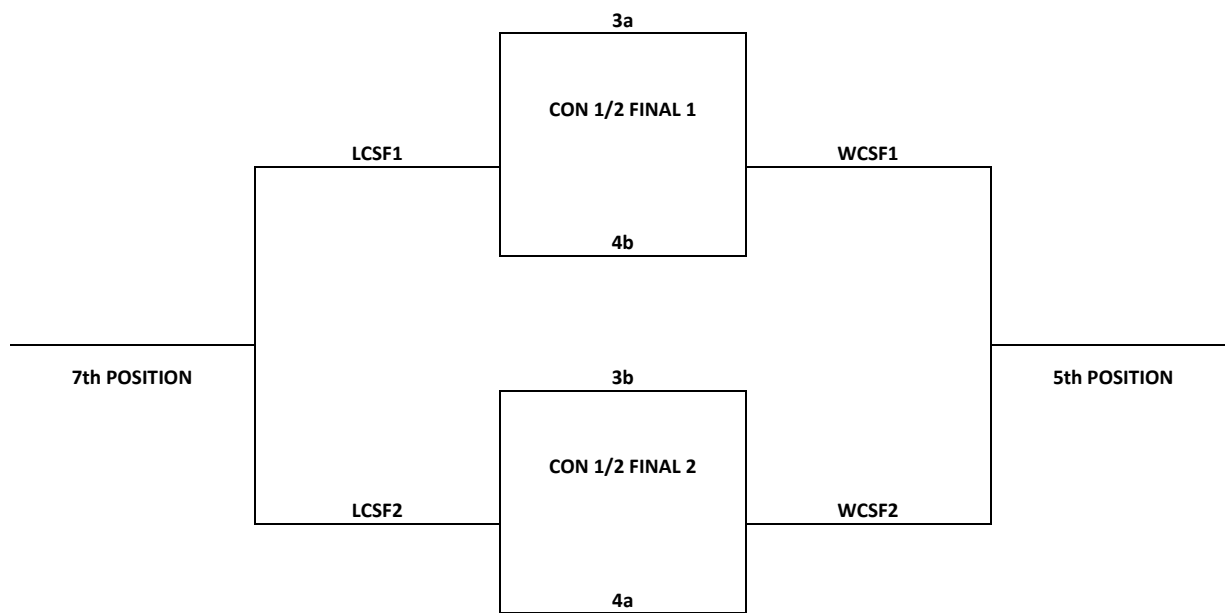 3a
CON 1/2 FINAL 1
LCSF1
WCSF1
4b
7th POSITION
3b
5th POSITION
CON 1/2 FINAL 2
LCSF2
WCSF2
4a